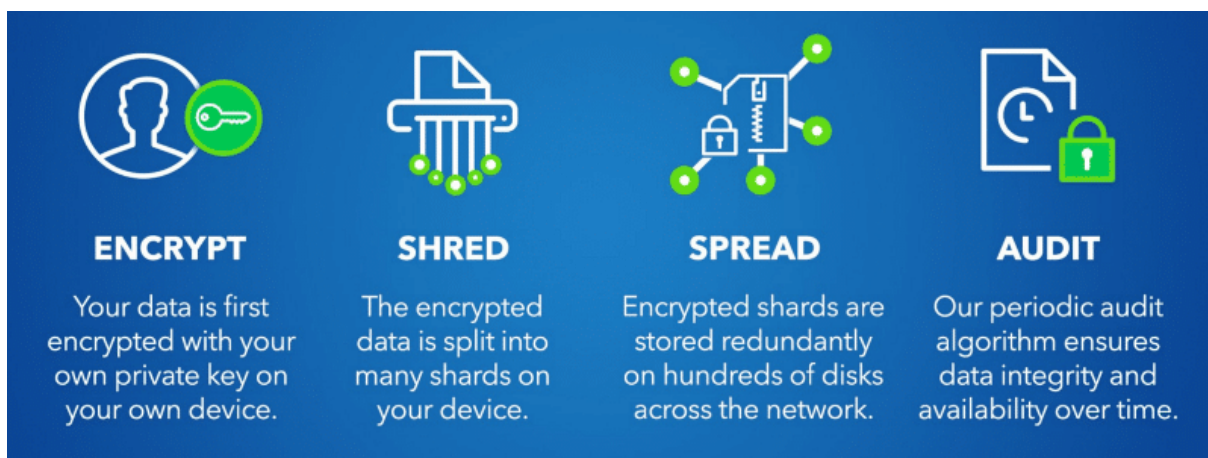 ENCRYPT
Your data is first
encrypted with your
own private key on
your own device.
SHRED
The encrypted
data is split into
many shards on
your device.
SPREAD
Encrypted shards are
stored redundantly
on hundreds of disks
across the network.
AUDIT
Our periodic audit
algorithm ensures
data integrity and
availability over time.